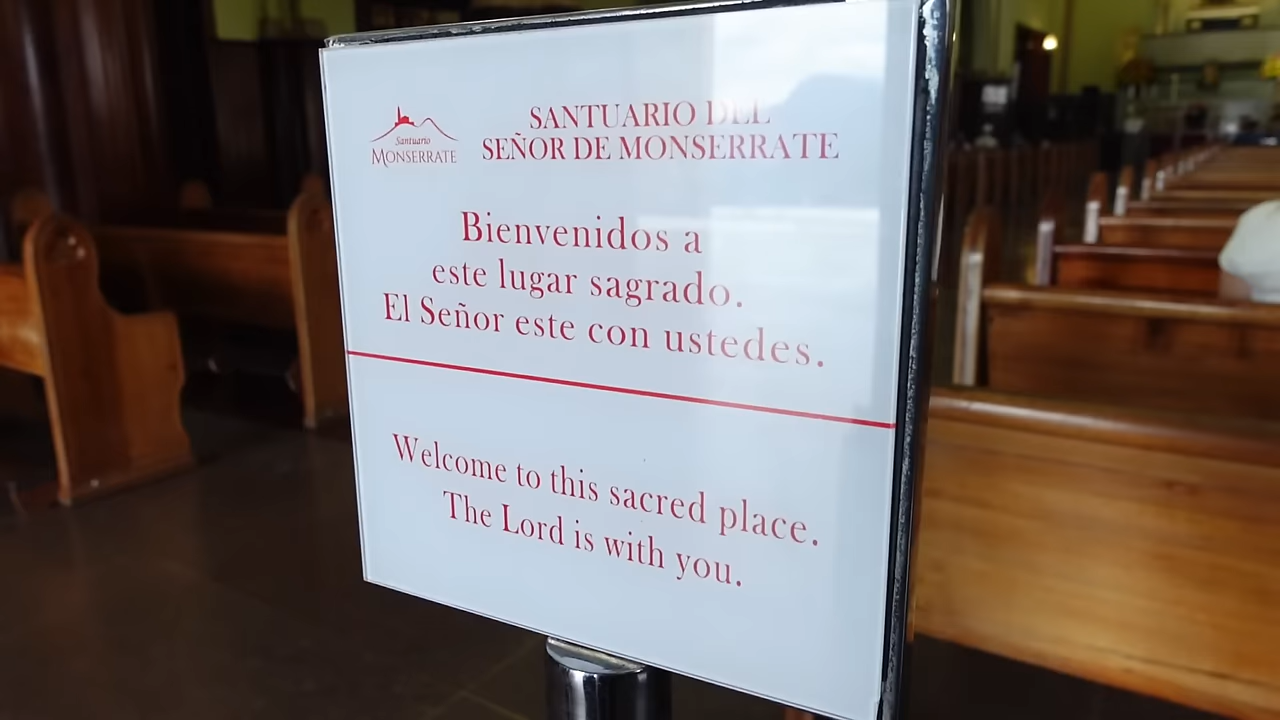 Santuario
MONSERRATE
SANTUARIO DEL
SEÑOR DE MONSERRATE
Bienvenidos a
este lugar sagrado.
El Señor este con ustedes.
Welcome to this sacred place.
The Lord is with you.